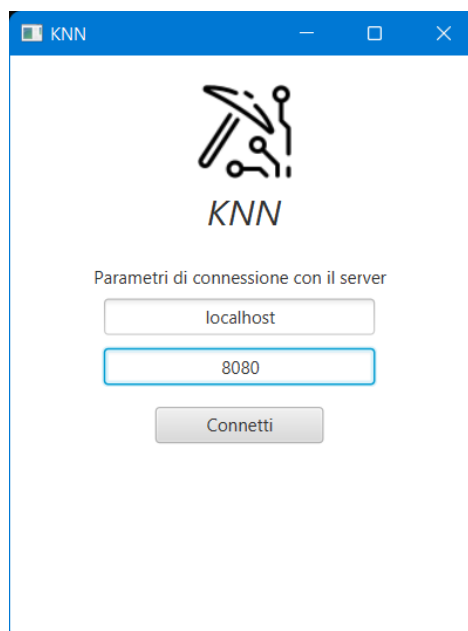 KNN
KNN
Parametri di connessione con il server
localhost
8080
Connetti